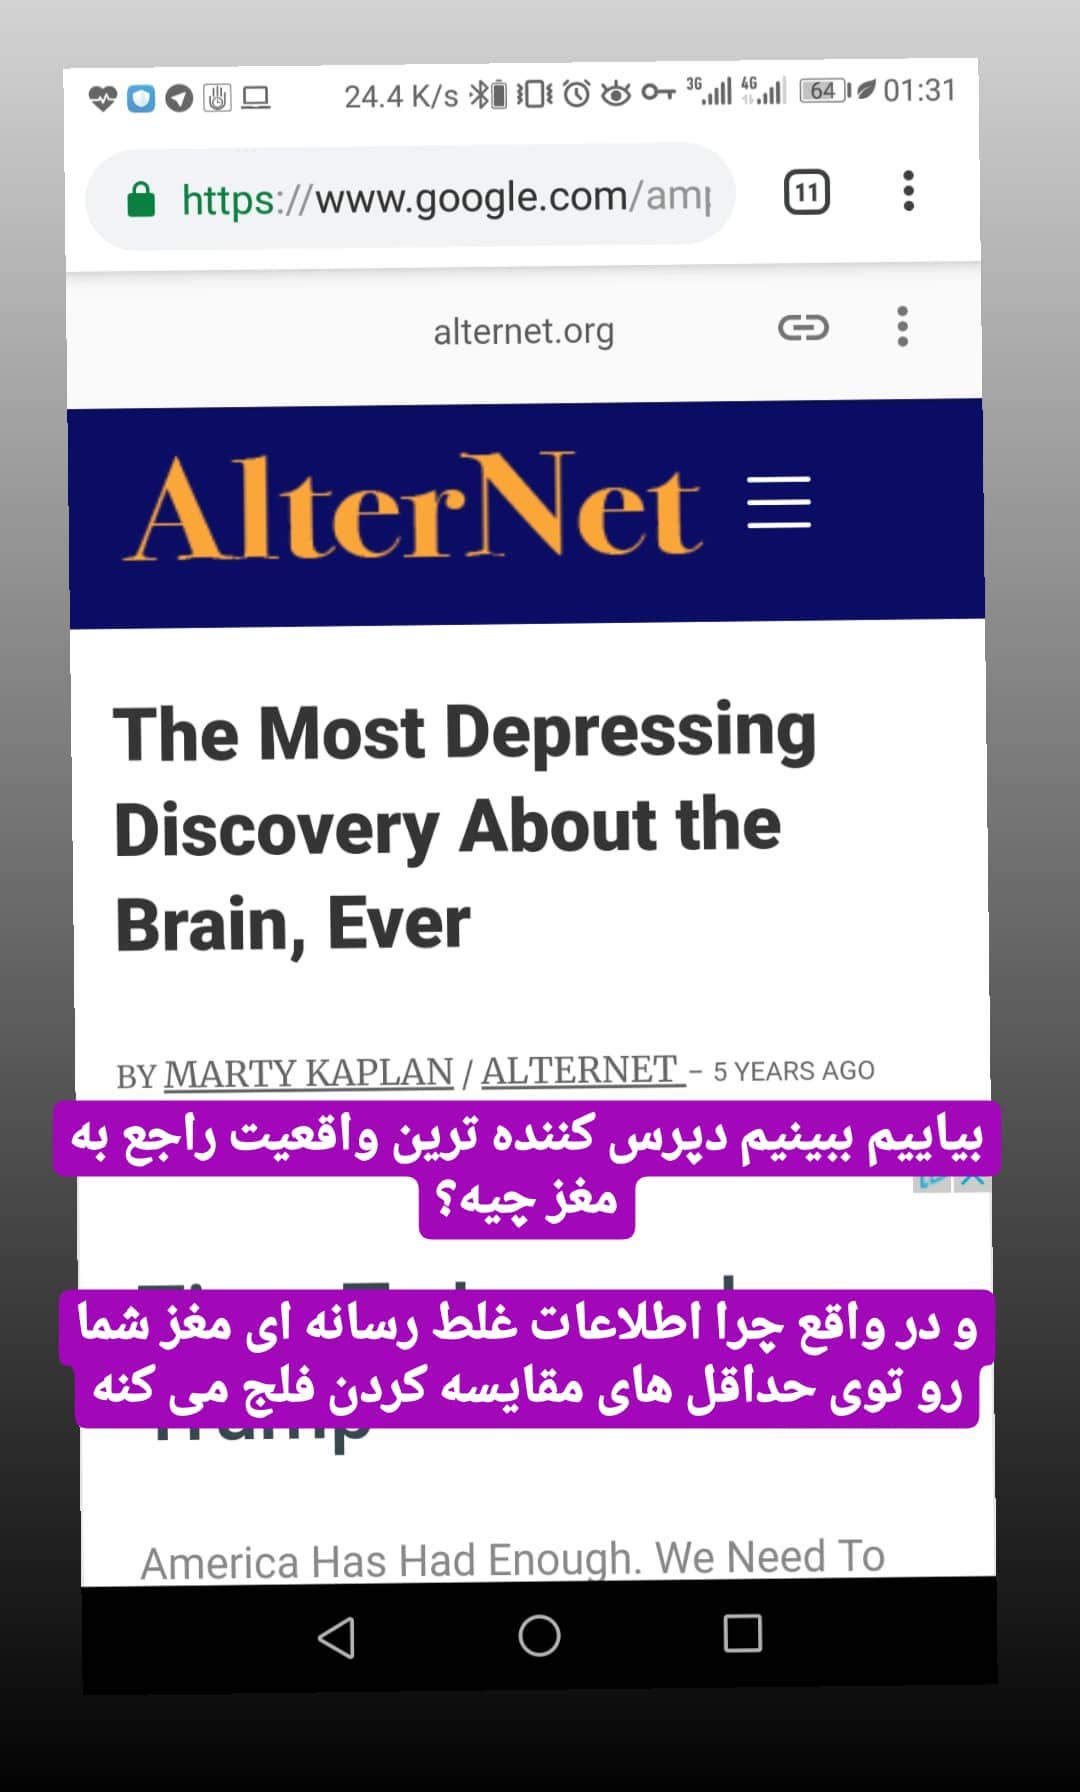 24.4 K/s 3G 4G 64 01:31
https://www.google.com/amp
11
alternet.org
AlterNet
The Most Depressing
Discovery About the
Brain, Ever
BY MARTY KAPLAN / ALTERNET – 5 YEARS AGO
بیاییم ببینیم دپرس کننده ترین واقعیت راجع به
مغز چیه؟
و در واقع چرا اطلاعات غلط رسانه ای مغز شما
رو توی حداقل های مقایسه کردن فلج می کنه
Trump
America Has Had Enough. We Need To